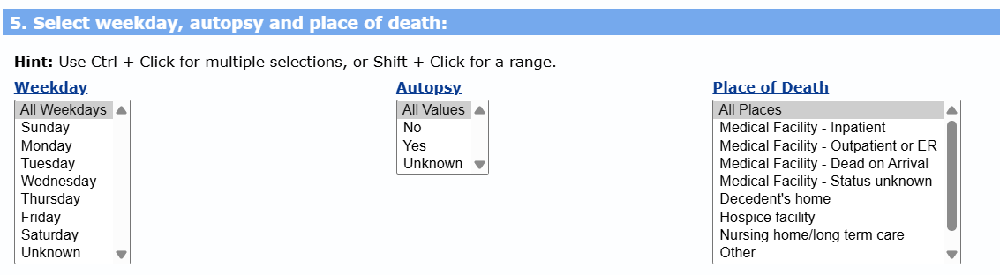 5. Select weekday, autopsy and place of death:
Hint: Use Ctrl + Click for multiple selections, or Shift + Click for a range.
Weekday
All Weekdays
Sunday
Monday
Tuesday
Wednesday
Thursday
Friday
Saturday
Unknown
Autopsy
All Values
No
Yes
Unknown
Place of Death
All Places
Medical Facility - Inpatient
Medical Facility - Outpatient or ER
Medical Facility - Dead on Arrival
Medical Facility - Status unknown
Decedent's home
Hospice facility
Nursing home/long term care
Other